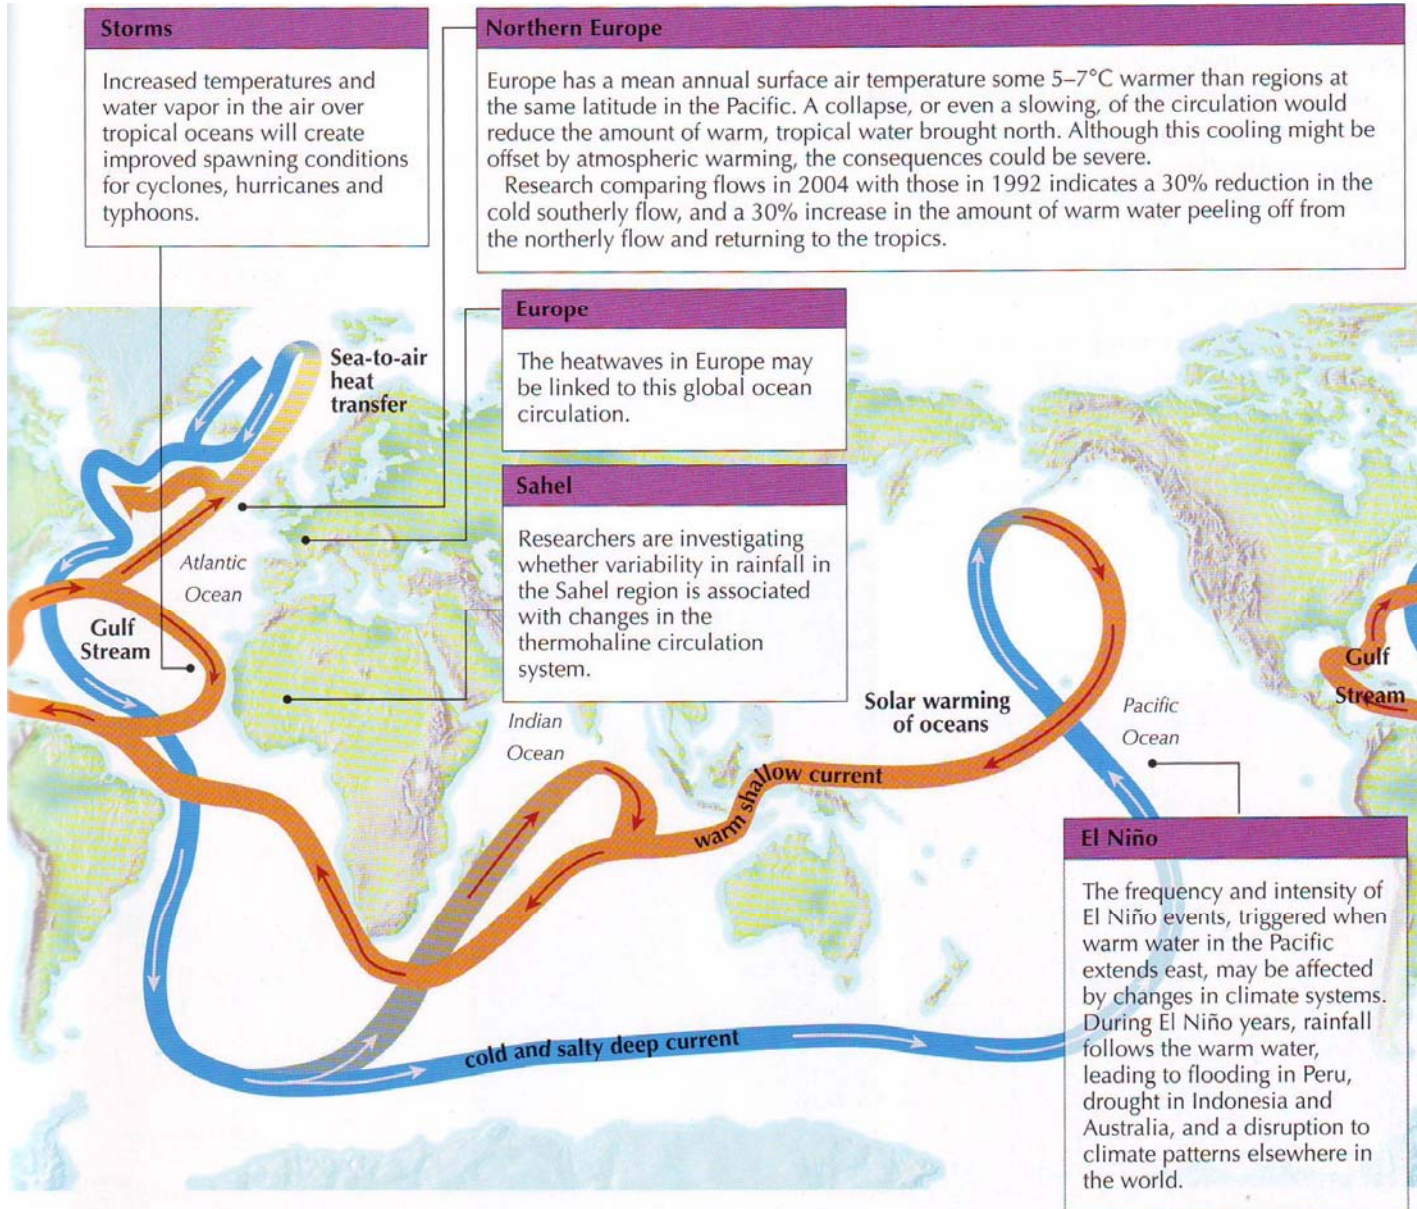 Storms
Increased temperatures and
water vapor in the air over
tropical oceans will create
improved spawning conditions
for cyclones, hurricanes and
typhoons.
Northern Europe
Europe has a mean annual surface air temperature some 5–7°C warmer than regions at
the same latitude in the Pacific. A collapse, or even a slowing, of the circulation would
reduce the amount of warm, tropical water brought north. Although this cooling might be
offset by atmospheric warming, the consequences could be severe.
Research comparing flows in 2004 with those in 1992 indicates a 30% reduction in the
cold southerly flow, and a 30% increase in the amount of warm water peeling off from
the northerly flow and returning to the tropics.
Europe
The heatwaves in Europe may
be linked to this global ocean
circulation.
Sea-to-air
heat
transfer
Sahel
Researchers are investigating
whether variability in rainfall in
the Sahel region is associated
with changes in the
thermohaline circulation
system.
Atlantic
Ocean
Gulf
Stream
Indian
Ocean
Solar warming
of oceans
Pacific
Ocean
Gulf
Stream
warm shallow current
cold and salty deep current
El Niño
The frequency and intensity of
El Niño events, triggered when
warm water in the Pacific
extends east, may be affected
by changes in climate systems.
During El Niño years, rainfall
follows the warm water,
leading to flooding in Peru,
drought in Indonesia and
Australia, and a disruption to
climate patterns elsewhere in
the world.